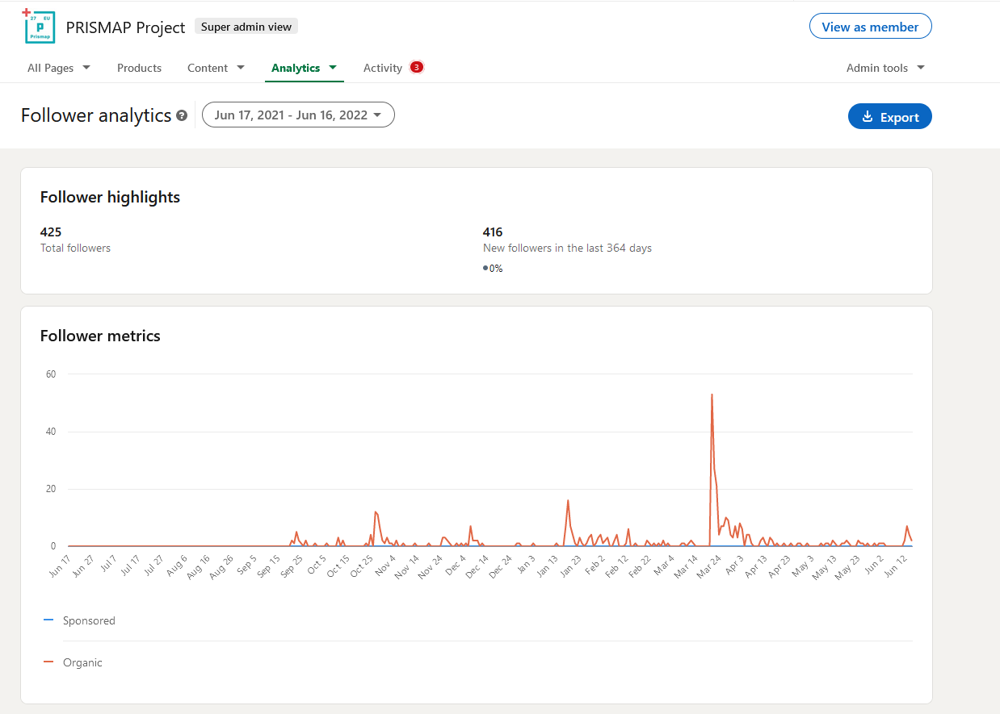 27 EU
P
Prismap
PRISMAP Project Super admin view View as member
All Pages Products Content Analytics Activity 3 Admin tools
Follower analytics ? Jun 17, 2021 - Jun 16, 2022 Export
Follower highlights
425 416
Total followers New followers in the last 364 days
0%
Follower metrics
60
40
20
0
Jun 17 Jun 27 Jul 7 Jul 17 Jul 27 Aug 6 Aug 16 Aug 26 Sep 5 Sep 15 Sep 25 Oct 5 Oct 15 Oct 25 Nov 4 Nov 14 Nov 24 Dec 4 Dec 14 Dec 24 Jan 3 Jan 13 Jan 23 Feb 2 Feb 12 Feb 22 Mar 4 Mar 14 Mar 24 Apr 3 Apr 13 Apr 23 May 3 May 13 May 23 Jun 2 Jun 12
Sponsored
Organic